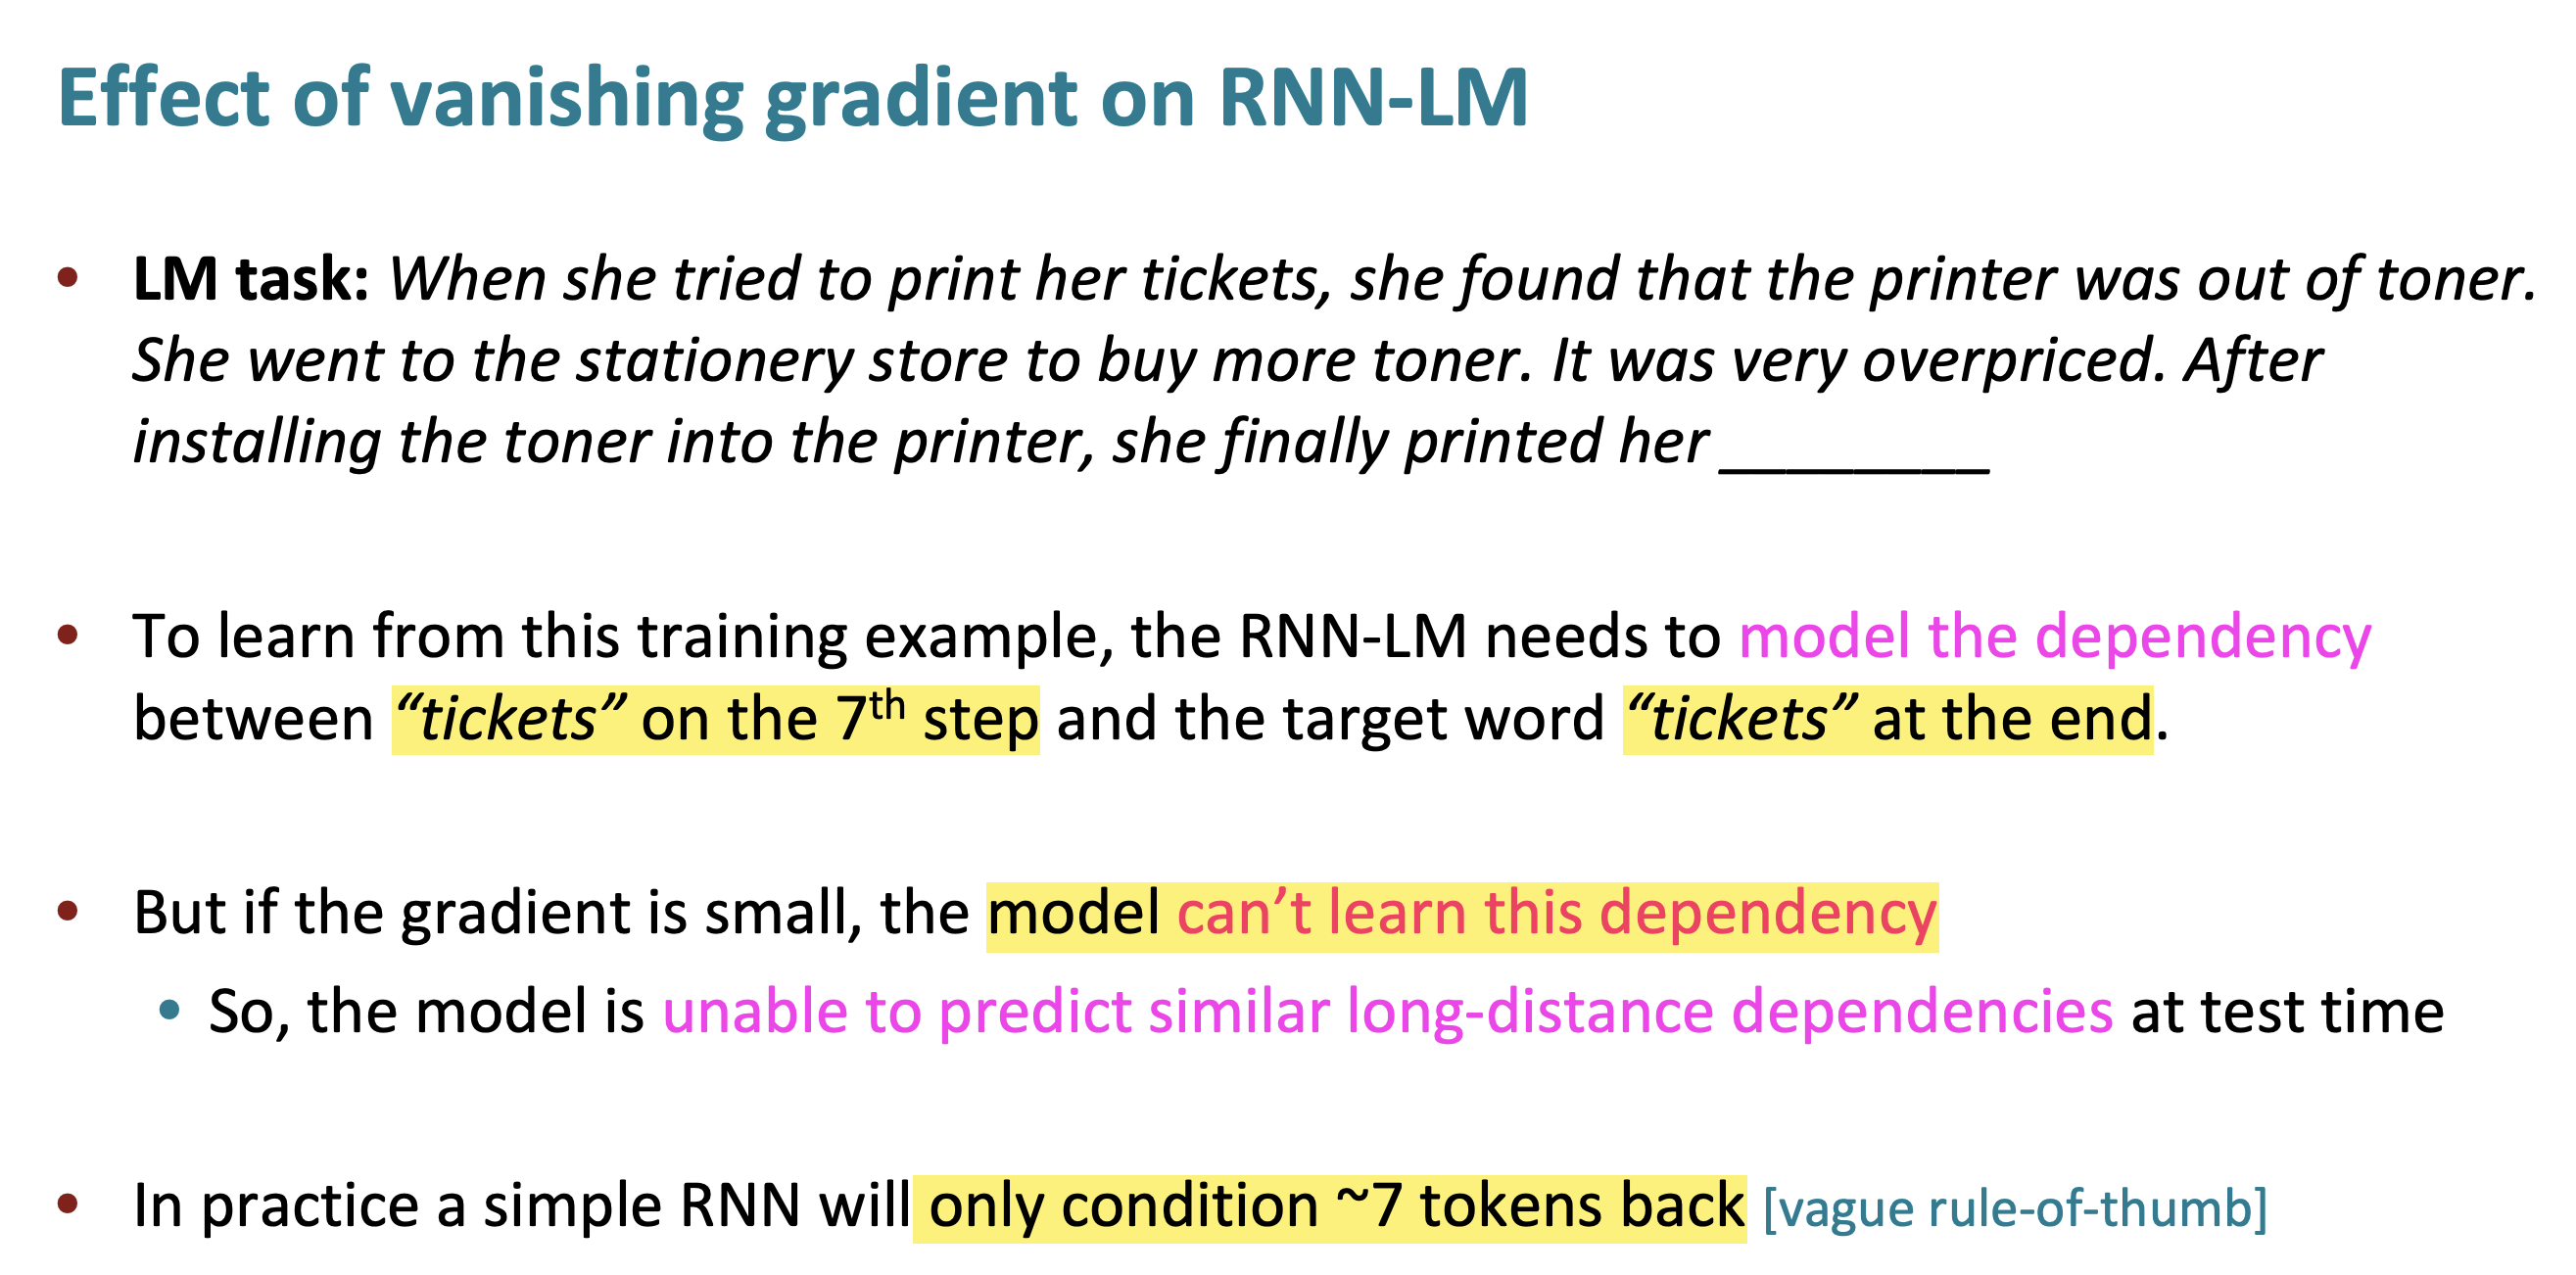 Effect of vanishing gradient on RNN-LM
• LM task: When she tried to print her tickets, she found that the printer was out of toner.
She went to the stationery store to buy more toner. It was very overpriced. After
installing the toner into the printer, she finally printed her ________
• To learn from this training example, the RNN-LM needs to model the dependency
between “tickets” on the 7th step and the target word “tickets” at the end.
• But if the gradient is small, the model can’t learn this dependency
• So, the model is unable to predict similar long-distance dependencies at test time
• In practice a simple RNN will only condition ~7 tokens back [vague rule-of-thumb]